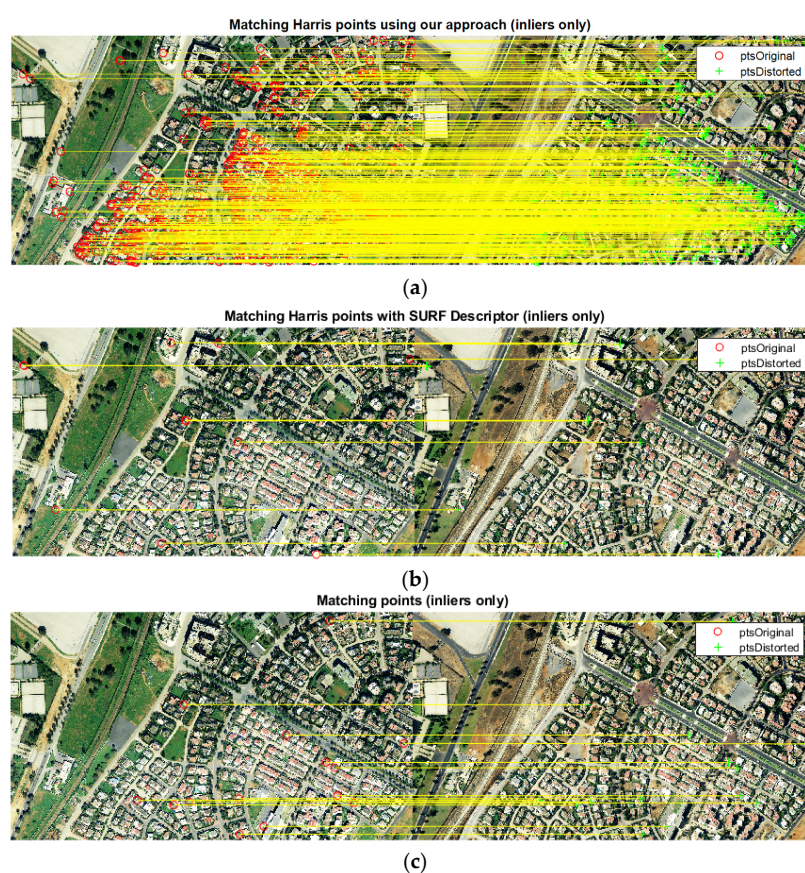 Matching Harris points using our approach (inliers only)
ptsOriginal
ptsDistorted
(a)
Matching Harris points with SURF Descriptor (inliers only)
ptsOriginal
ptsDistorted
(b)
Matching points (inliers only)
ptsOriginal
ptsDistorted
(c)